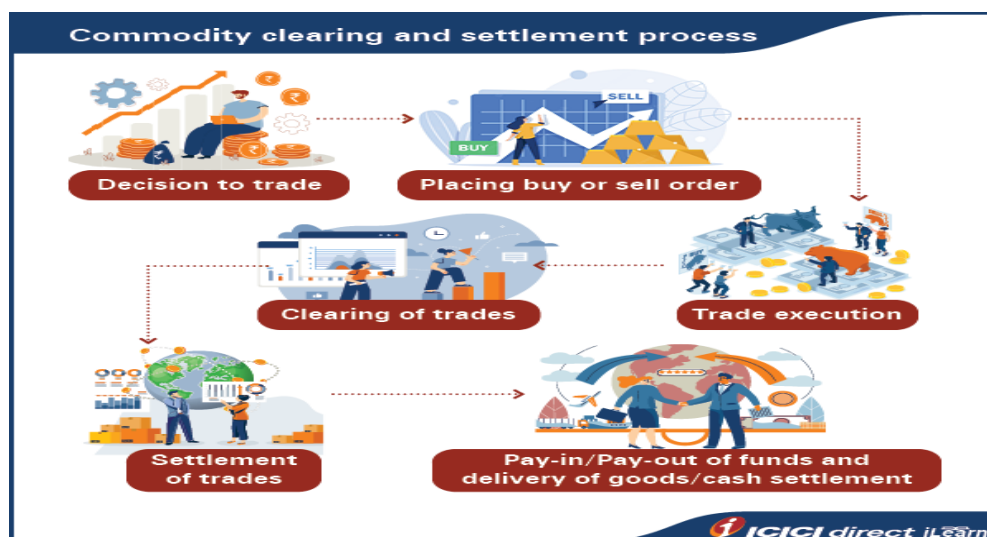 Commodity clearing and settlement process
SELL
BUY
Decision to trade
Placing buy or sell order
Clearing of trades
Trade execution
Settlement
of trades
Pay-in/Pay-out of funds and
delivery of goods/cash settlement
ICICI direct iLearn